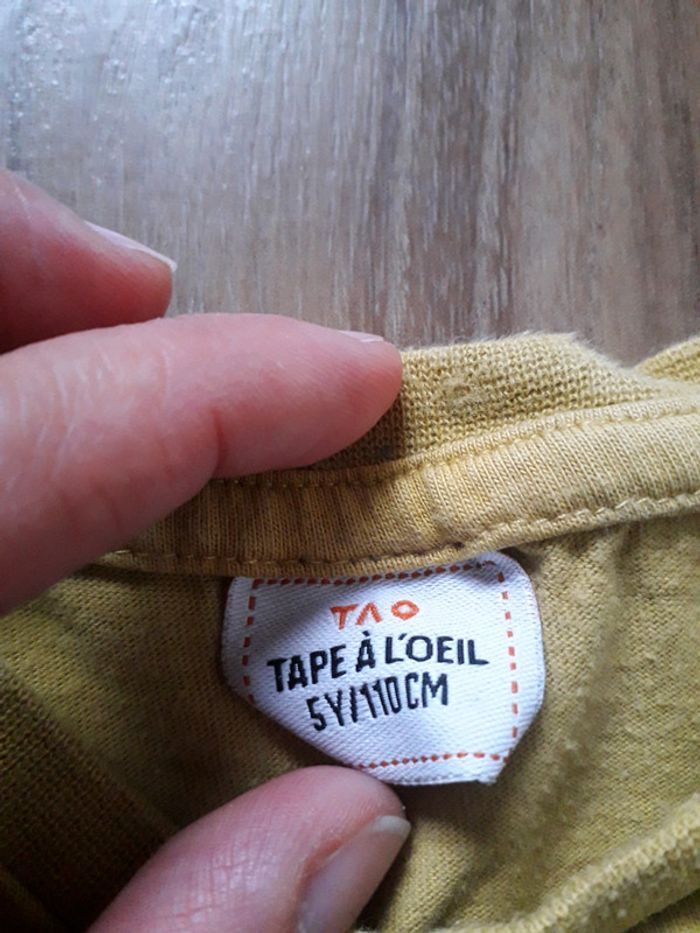 TAO
TAPE À L'OEIL
5Y/110CM